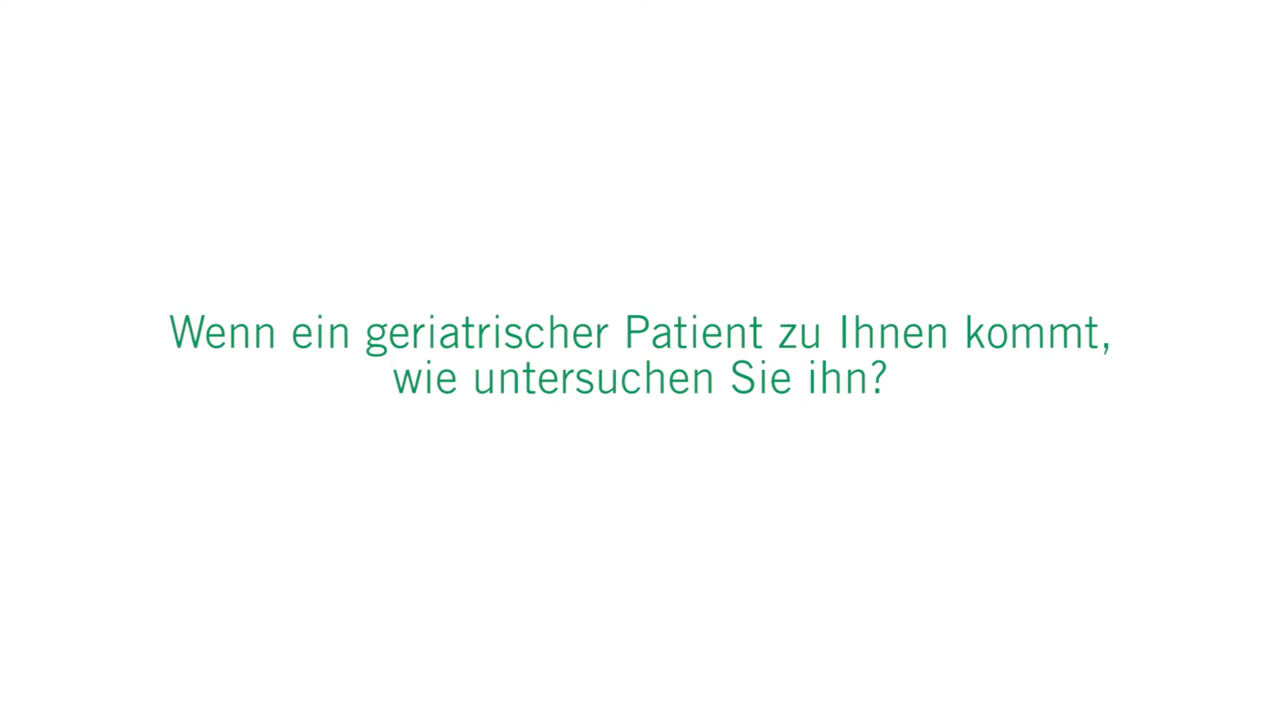 Wenn ein geriatrischer Patient zu Ihnen kommt,
wie untersuchen Sie ihn?